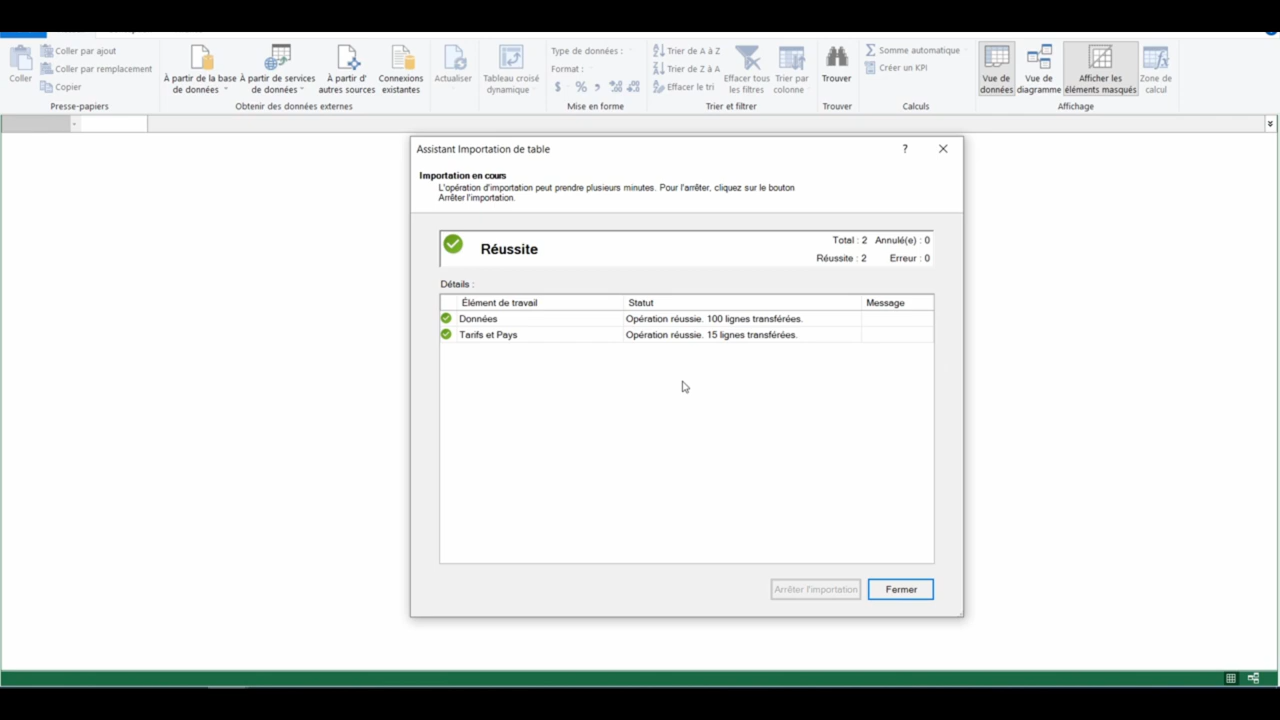 Coller
Coller par ajout
Coller par remplacement
Copier
Presse-papiers
À partir de la base de données
À partir de services de données
À partir d' autres sources
Connexions existantes
Obtenir des données externes
Actualiser
Tableau croisé dynamique
Type de données :
Format :
$ % ,
Mise en forme
Trier de A à Z
Trier de Z à A
Effacer le tri
Effacer tous les filtres
Trier par colonne
Trier et filtrer
Trouver
Trouver
Somme automatique
Créer un KPI
Calculs
Vue de données
Vue de diagramme
Afficher les éléments masqués
Zone de calcul
Affichage
Assistant Importation de table
?
Importation en cours
L'opération d'importation peut prendre plusieurs minutes. Pour l'arrêter, cliquez sur le bouton
Arrêter l'importation.
Réussite
Total : 2 Annulé(e) : 0
Réussite : 2 Erreur : 0
Détails :
Élément de travail Statut Message
Données Opération réussie. 100 lignes transférées.
Tarifs et Pays Opération réussie. 15 lignes transférées.
Arrêter l'importation Fermer